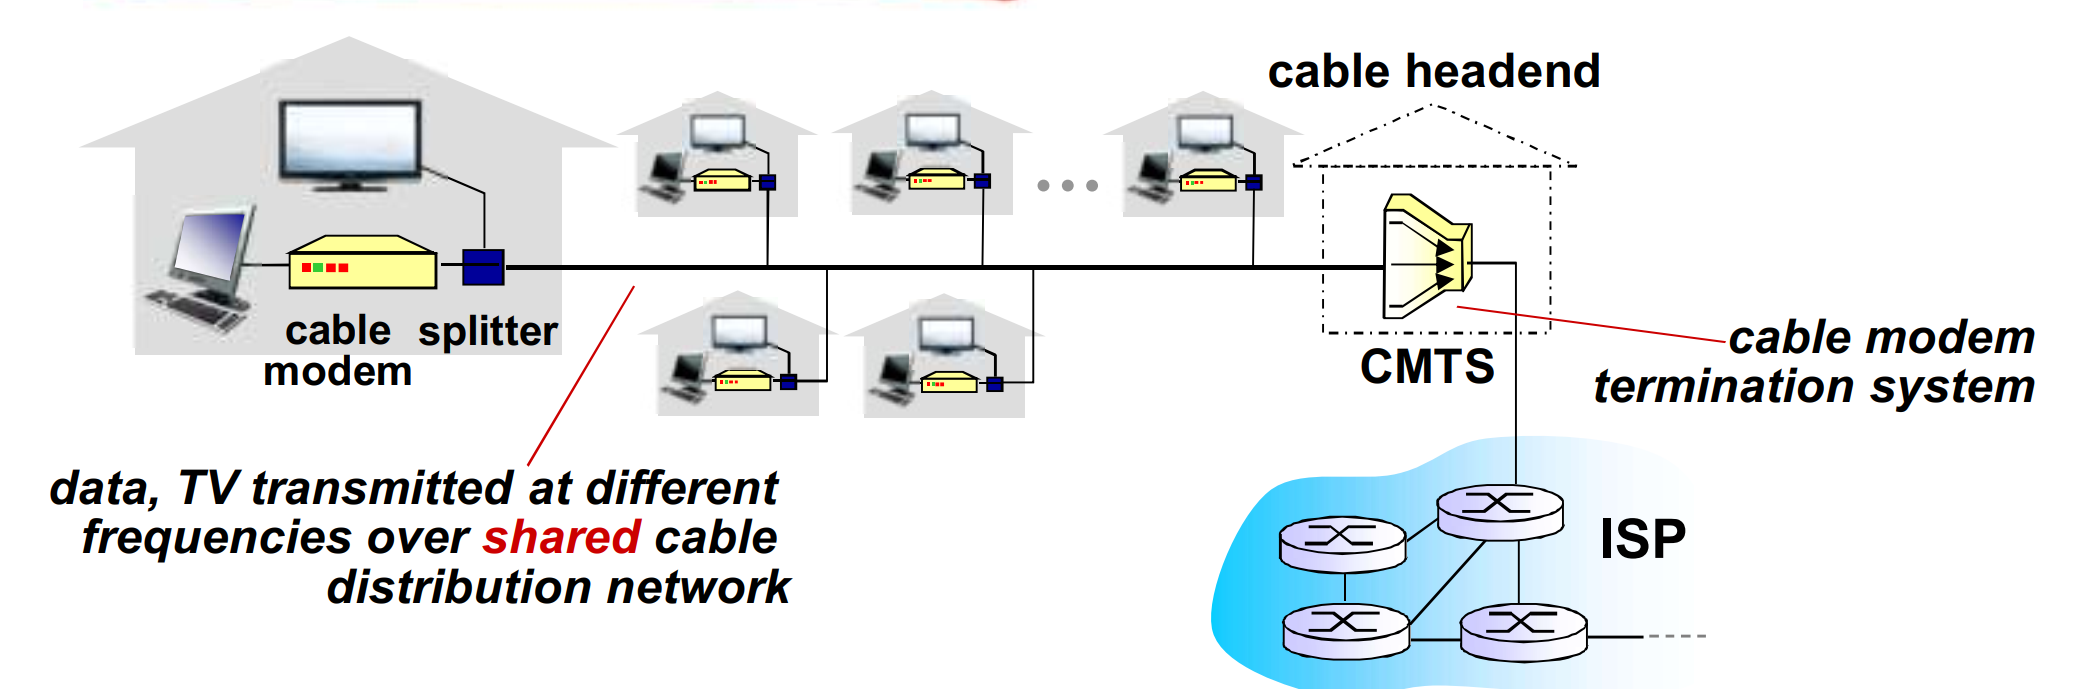 cable headend
cable
modem
splitter
CMTS
cable modem
termination system
data, TV transmitted at different
frequencies over shared cable
distribution network
ISP